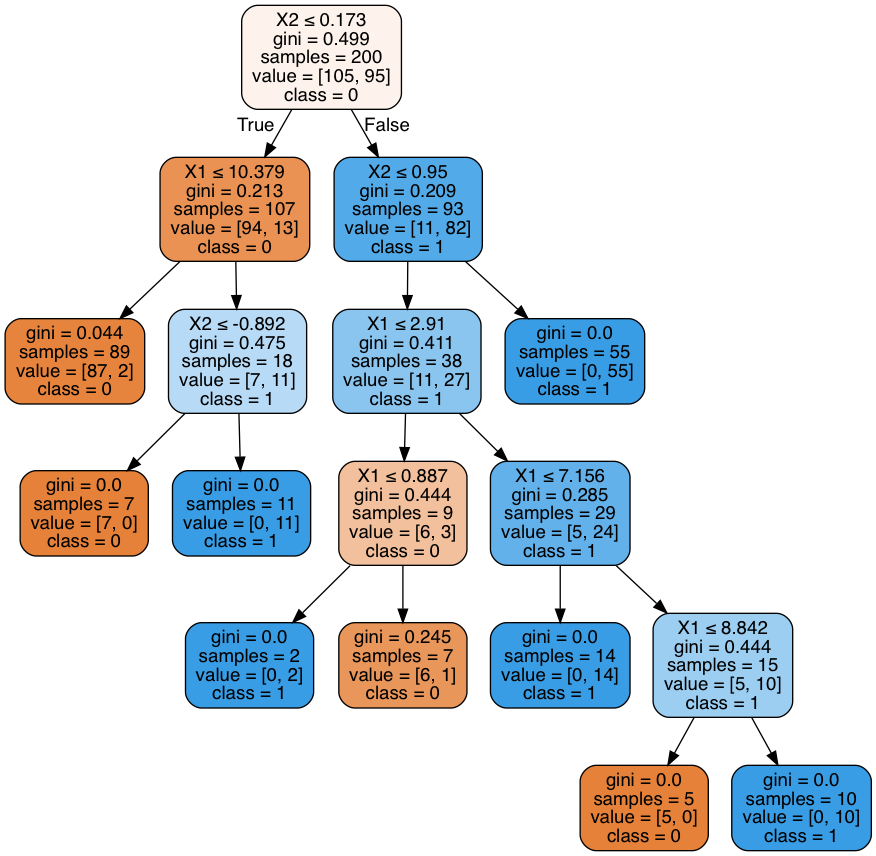 X2 ≤ 0.173
gini = 0.499
samples = 200
value = [105, 95]
class = 0
True
False
X1 ≤ 10.379
gini = 0.213
samples = 107
value = [94, 13]
class = 0
X2 ≤ 0.95
gini = 0.209
samples = 93
value = [11, 82]
class = 1
gini = 0.044
samples = 89
value = [87, 2]
class = 0
X2 ≤ -0.892
gini = 0.475
samples = 18
value = [7, 11]
class = 1
X1 ≤ 2.91
gini = 0.411
samples = 38
value = [11, 27]
class = 1
gini = 0.0
samples = 55
value = [0, 55]
class = 1
gini = 0.0
samples = 7
value = [7, 0]
class = 0
gini = 0.0
samples = 11
value = [0, 11]
class = 1
X1 ≤ 0.887
gini = 0.444
samples = 9
value = [6, 3]
class = 0
X1 ≤ 7.156
gini = 0.285
samples = 29
value = [5, 24]
class = 1
gini = 0.0
samples = 2
value = [0, 2]
class = 1
gini = 0.245
samples = 7
value = [6, 1]
class = 0
gini = 0.0
samples = 14
value = [0, 14]
class = 1
X1 ≤ 8.842
gini = 0.444
samples = 15
value = [5, 10]
class = 1
gini = 0.0
samples = 5
value = [5, 0]
class = 0
gini = 0.0
samples = 10
value = [0, 10]
class = 1